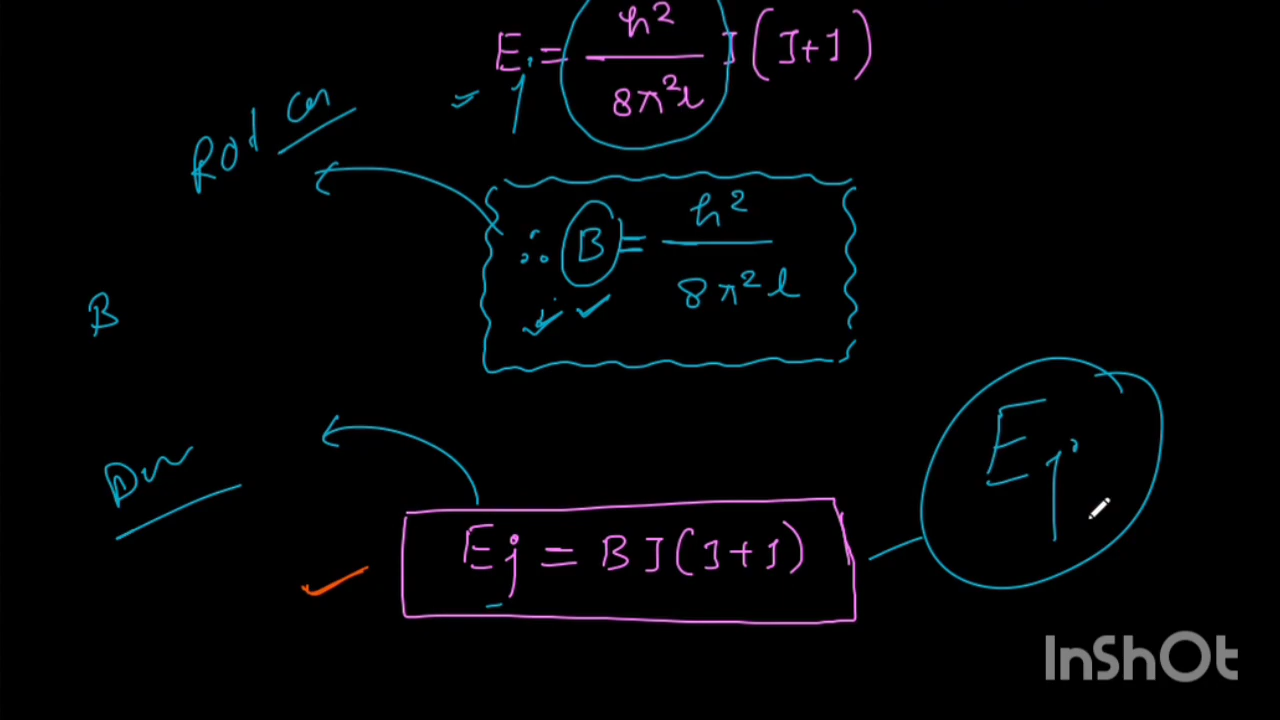 Ej = h² / 8π²I J(J+1)
Rot Con
∴ B = h² / 8π²I
B
Ej
Ej = BJ(J+1)
InShOt